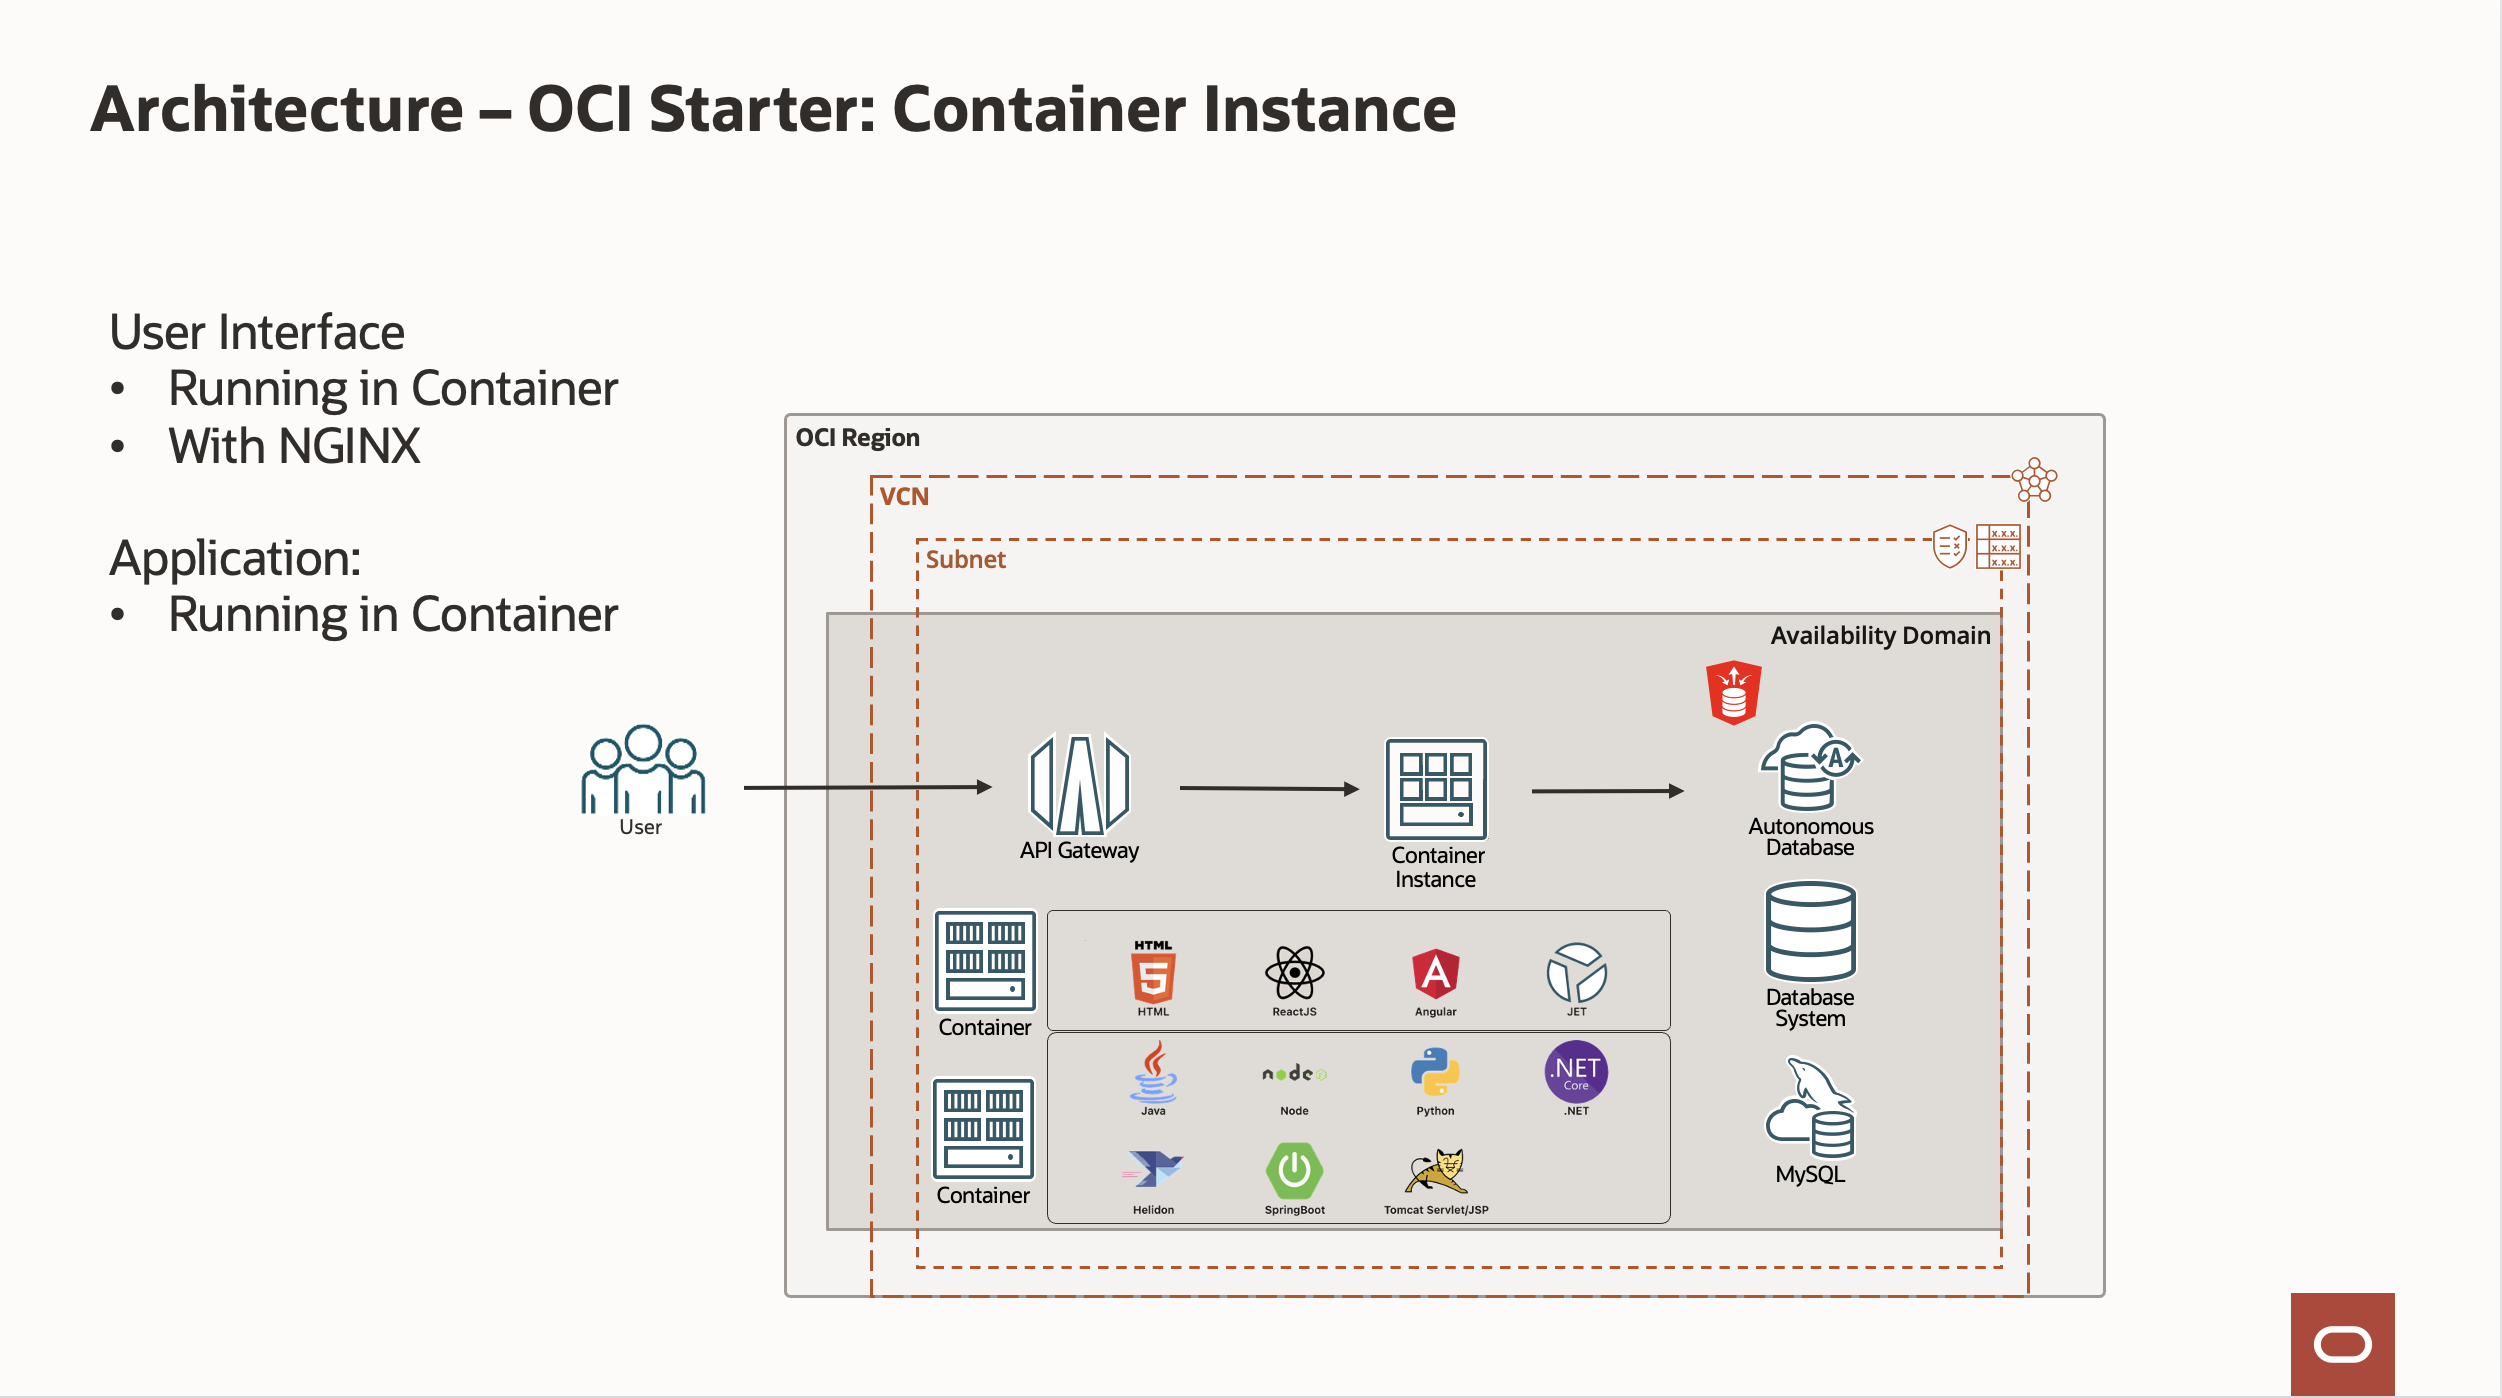 Architecture – OCI Starter: Container Instance
User Interface
• Running in Container
• With NGINX
Application:
• Running in Container
OCI Region
VCN
Subnet
x.x.x.
x.x.x.
x.x.x.
Availability Domain
User
API Gateway
Container
Instance
A
Autonomous
Database
Container
HTML
5
HTML
ReactJS
A
Angular
JET
Database
System
Container
Java
node
JS
Node
Python
.NET
Core
.NET
Helidon
SpringBoot
Tomcat Servlet/JSP
MySQL